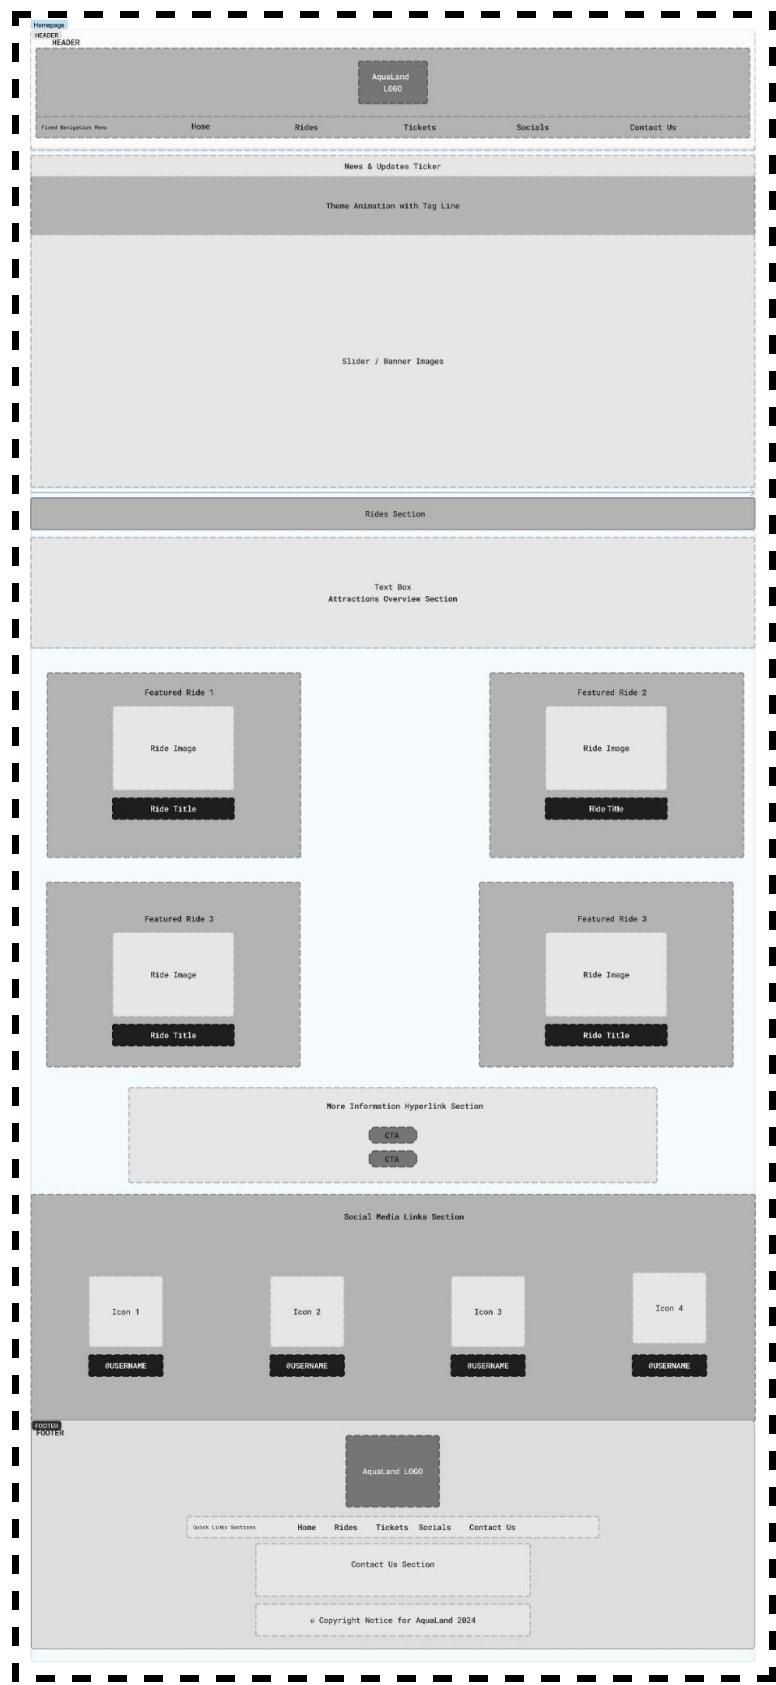 Homepage
HEADER
HEADER
AquaLand
LOGO
Fixed Navigation Menu Home Rides Tickets Socials Contact Us
News & Updates Ticker
Theme Animation with Tag Line
Slider / Banner Images
Rides Section
Text Box
Attractions Overview Section
Featured Ride 1
Ride Image
Ride Title
Featured Ride 2
Ride Image
Ride Title
Featured Ride 3
Ride Image
Ride Title
Featured Ride 3
Ride Image
Ride Title
More Information Hyperlink Section
CTA
CTA
Social Media Links Section
Icon 1 Icon 2 Icon 3 Icon 4
@USERNAME @USERNAME @USERNAME @USERNAME
FOOTER
FOOTER
AquaLand LOGO
Quick Links Sections Home Rides Tickets Socials Contact Us
Contact Us Section
© Copyright Notice for AquaLand 2024